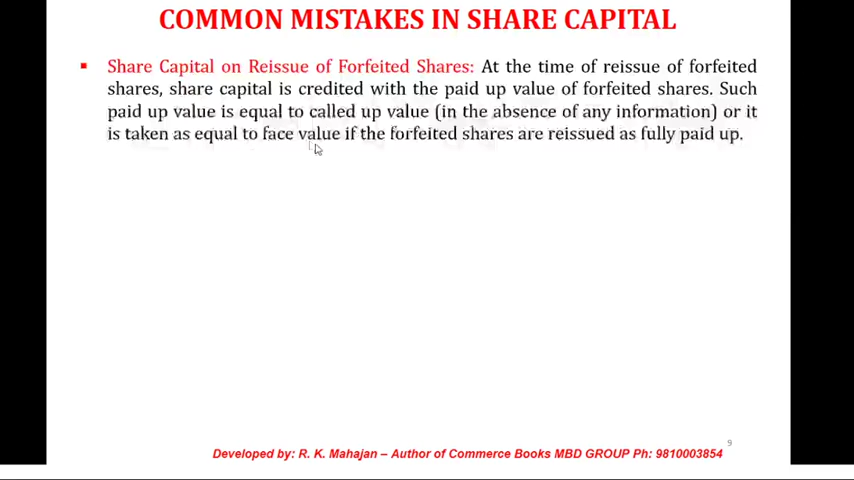 COMMON MISTAKES IN SHARE CAPITAL
▪ Share Capital on Reissue of Forfeited Shares: At the time of reissue of forfeited
shares, share capital is credited with the paid up value of forfeited shares. Such
paid up value is equal to called up value (in the absence of any information) or it
is taken as equal to face value if the forfeited shares are reissued as fully paid up.
9
Developed by: R. K. Mahajan – Author of Commerce Books MBD GROUP Ph: 9810003854